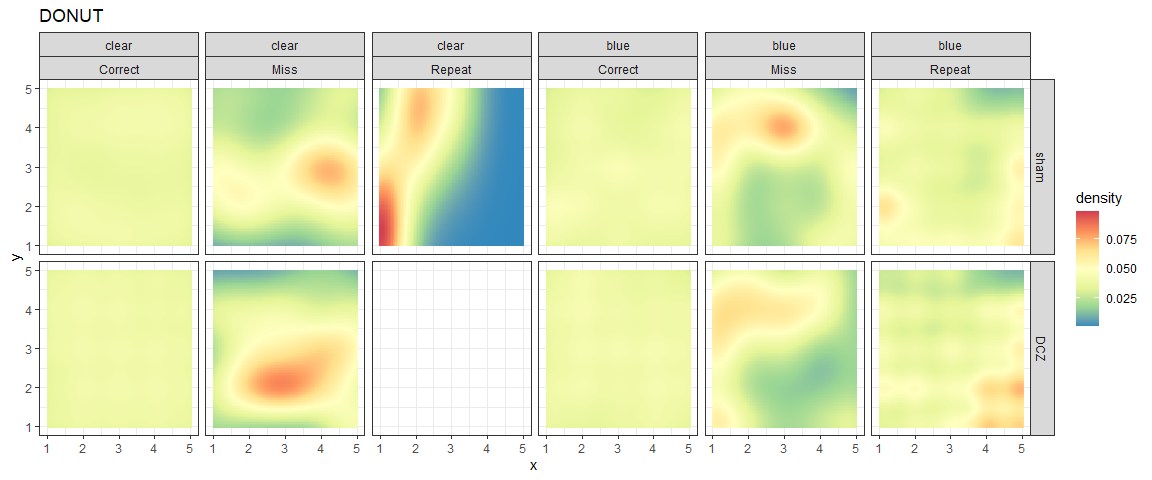 DONUT
clear clear clear blue blue blue
Correct Miss Repeat Correct Miss Repeat
5
4
3
2
1
sham
5
4
3
2
1
DCZ
y
1 2 3 4 5 1 2 3 4 5 1 2 3 4 5 1 2 3 4 5 1 2 3 4 5 1 2 3 4 5
x
density
0.075
0.050
0.025